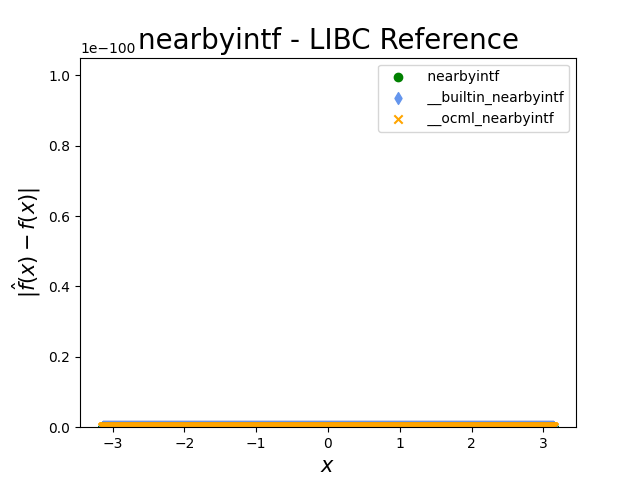 nearbyintf - LIBC Reference
1e−100
1.0
0.8
0.6
0.4
0.2
0.0
|f̂(x) − f(x)|
nearbyintf
__builtin_nearbyintf
__ocml_nearbyintf
−3
−2
−1
0
1
2
3
x